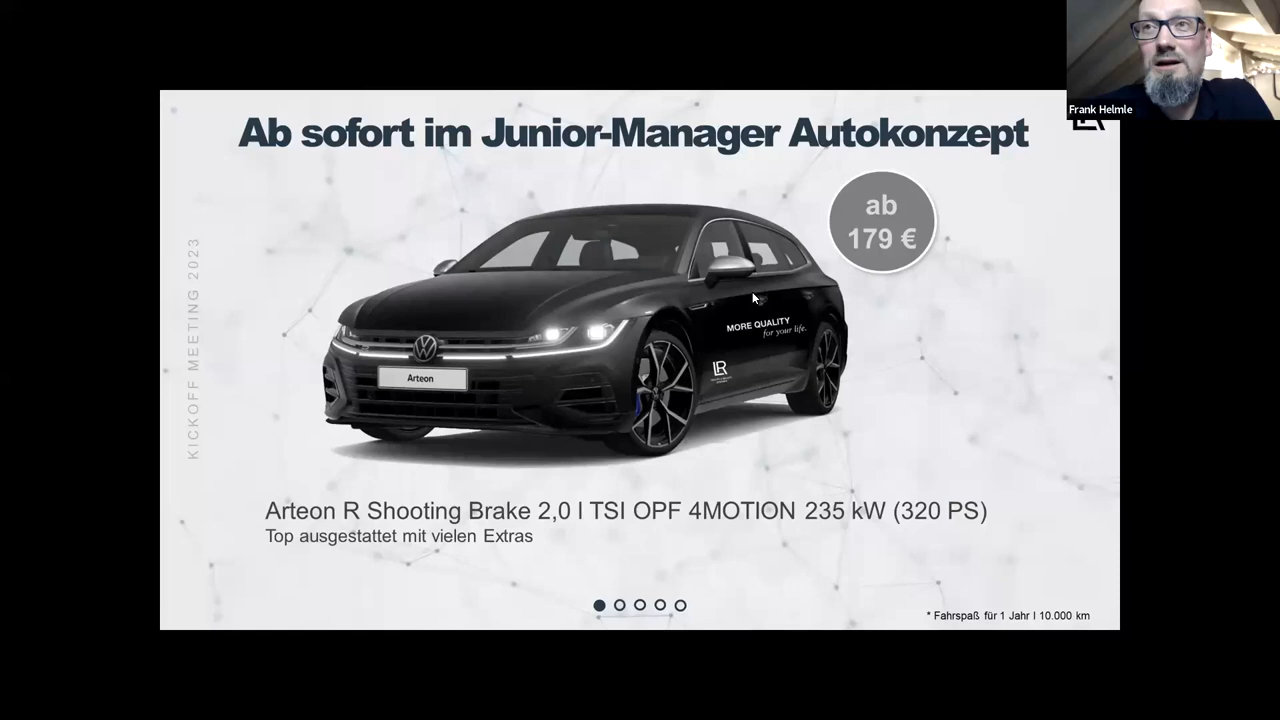 Frank Helmle
Ab sofort im Junior-Manager Autokonzept
ab
179 €
KICKOFF MEETING 2023
MORE QUALITY
for your life.
LR
Arteon
Arteon R Shooting Brake 2,0 l TSI OPF 4MOTION 235 kW (320 PS)
Top ausgestattet mit vielen Extras
* Fahrspaß für 1 Jahr I 10.000 km